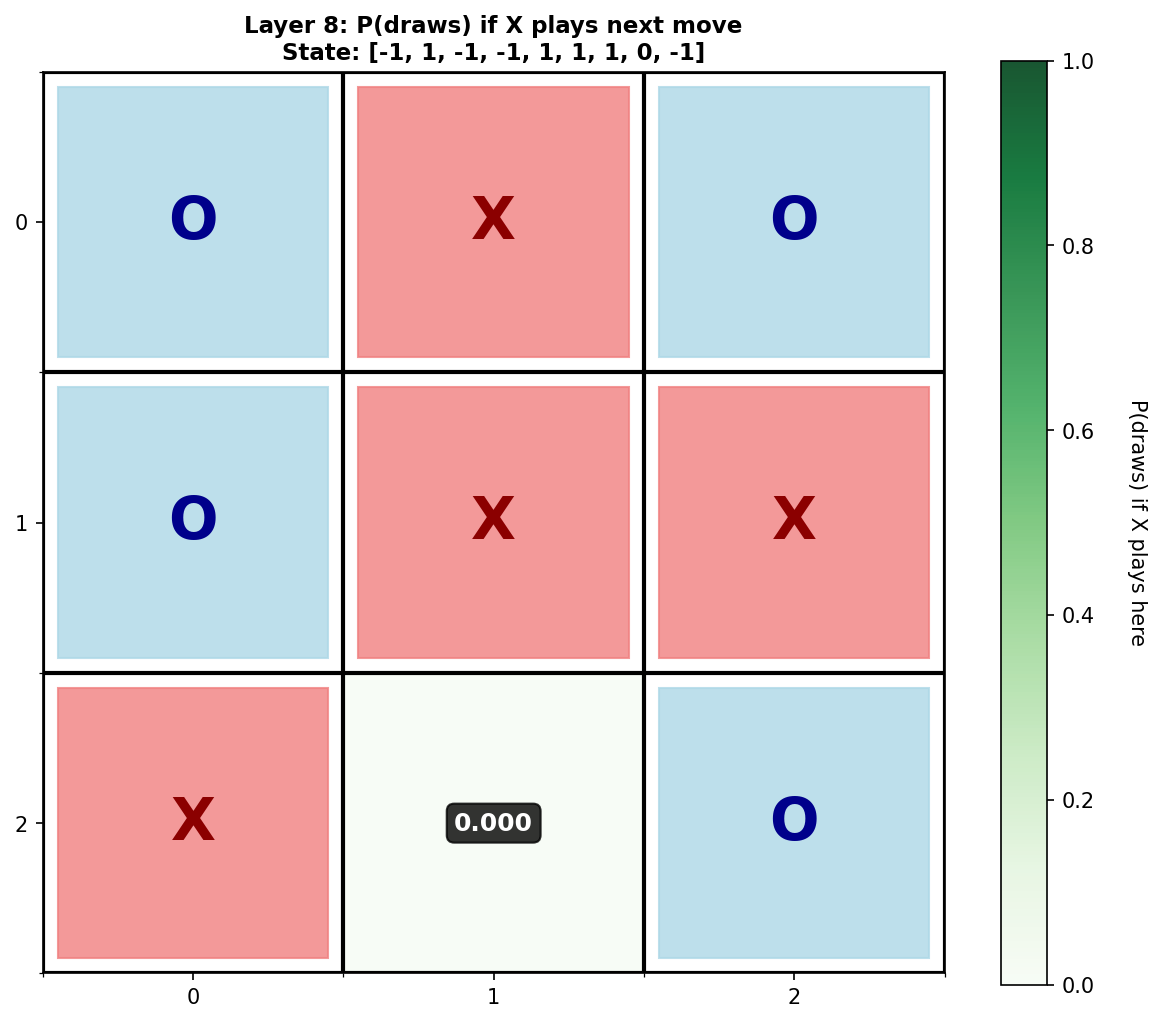 Layer 8: P(draws) if X plays next move
State: [-1, 1, -1, -1, 1, 1, 1, 0, -1]
O X O
0
O X X
1
X 0.000 O
2
0 1 2
1.0
0.8
0.6
0.4
0.2
0.0
P(draws) if X plays here